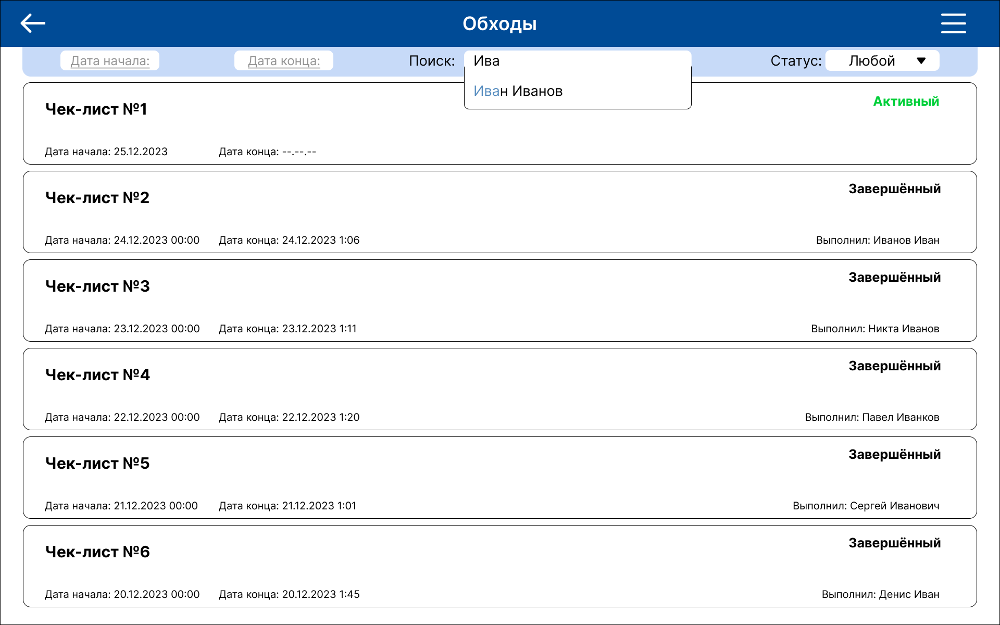 Обходы
Дата начала: Дата конца: Поиск: Ива Статус: Любой
Иван Иванов
Чек-лист №1 Активный
Дата начала: 25.12.2023 Дата конца: --.--.--
Чек-лист №2 Завершённый
Дата начала: 24.12.2023 00:00 Дата конца: 24.12.2023 1:06 Выполнил: Иванов Иван
Чек-лист №3 Завершённый
Дата начала: 23.12.2023 00:00 Дата конца: 23.12.2023 1:11 Выполнил: Никта Иванов
Чек-лист №4 Завершённый
Дата начала: 22.12.2023 00:00 Дата конца: 22.12.2023 1:20 Выполнил: Павел Иванков
Чек-лист №5 Завершённый
Дата начала: 21.12.2023 00:00 Дата конца: 21.12.2023 1:01 Выполнил: Сергей Иванович
Чек-лист №6 Завершённый
Дата начала: 20.12.2023 00:00 Дата конца: 20.12.2023 1:45 Выполнил: Денис Иван